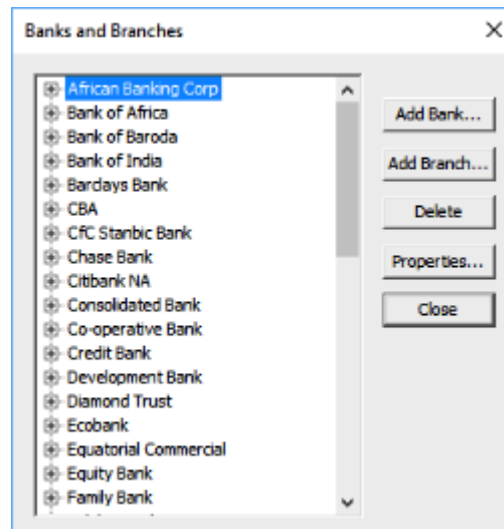 Banks and Branches
African Banking Corp
Bank of Africa
Bank of Baroda
Bank of India
Barclays Bank
CBA
CfC Stanbic Bank
Chase Bank
Citibank NA
Consolidated Bank
Co-operative Bank
Credit Bank
Development Bank
Diamond Trust
Ecobank
Equatorial Commercial
Equity Bank
Family Bank
Add Bank...
Add Branch...
Delete
Properties...
Close